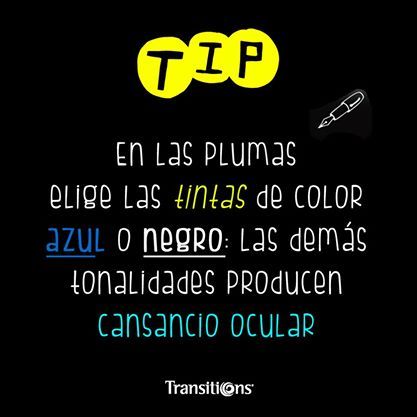 TIP
En las plumas
elige las tintas de color
azul o negro: las demás
tonalidades producen
cansancio ocular
Transitions®